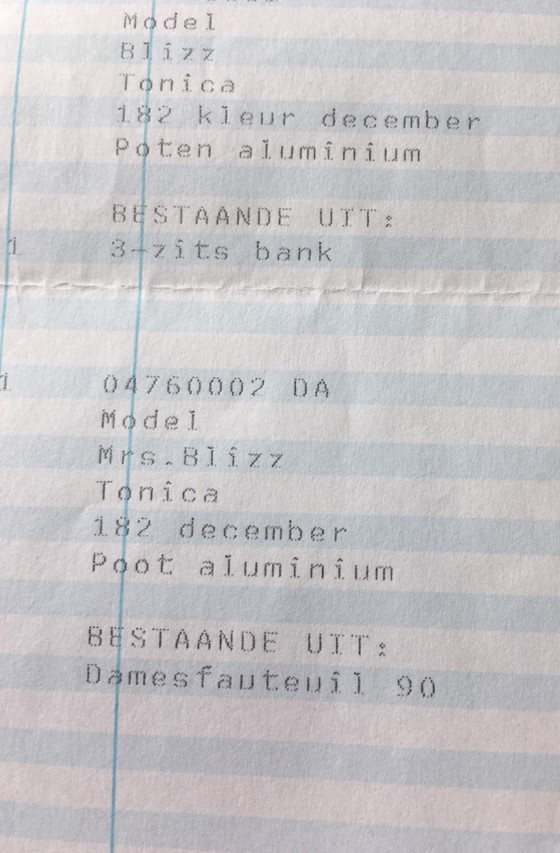 Model
Blizz
Tonica
182 kleur december
Poten aluminium
BESTAANDE UIT:
1 3-zits bank
1 04760002 DA
Model
Mrs.Blizz
Tonica
182 december
Poot aluminium
BESTAANDE UIT:
Damesfauteuil 90